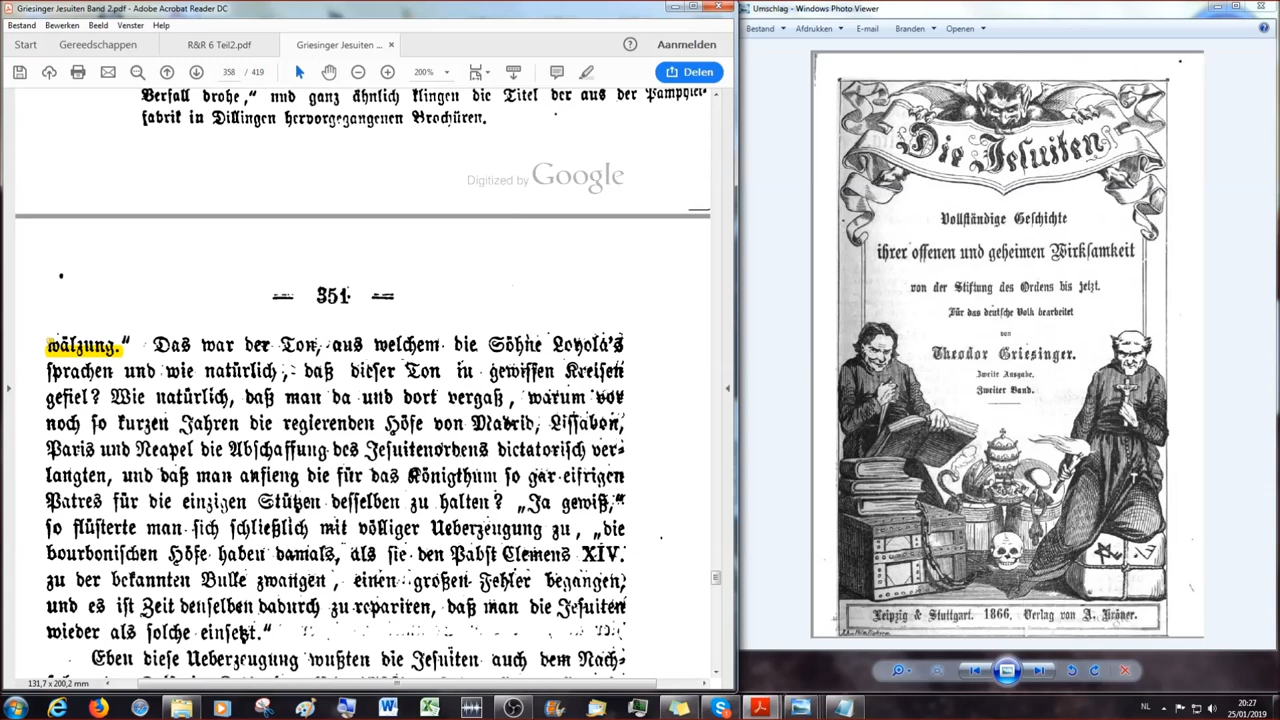 Griesinger Jesuiten Band 2.pdf - Adobe Acrobat Reader DC
Bestand Bewerken Beeld Venster Help
Start Gereedschappen R&R 6 Teil2.pdf Griesinger Jesuiten ... × Aanmelden
358 / 419 200% Delen
Verfall drohe,“ und ganz ähnlich klingen die Titel der aus der Pamphlet-
fabrik in Dillingen hervorgegangenen Brochüren.
Digitized by Google
— 351 —
wälzung.“ Das war der Ton, aus welchem die Söhne Loyola's
sprachen und wie natürlich, daß dieser Ton in gewissen Kreisen
gefiel? Wie natürlich, daß man da und dort vergaß, warum vor
noch so kurzen Jahren die regierenden Höfe von Madrid, Lissabon,
Paris und Neapel die Abschaffung des Jesuitenordens dictatorisch ver-
langten, und daß man anfieng die für das Königthum so gar eifrigen
Patres für die einzigen Stützen desselben zu halten? „Ja gewiß,“
so flüsterte man sich schließlich mit völliger Ueberzeugung zu, „die
bourbonischen Höfe haben damals, als sie den Pabst Clemens XIV.
zu der bekannten Bulle zwangen, einen großen Fehler begangen,
und es ist Zeit denselben dadurch zu repariren, daß man die Jesuiten
wieder als solche einsetzt.“
Eben diese Ueberzeugung wußten die Jesuiten auch dem Nach-
131,7 x 200,2 mm
Umschlag - Windows Photo Viewer
Bestand Afdrukken E-mail Branden Openen
Die Jesuiten
Vollständige Geschichte
ihrer offenen und geheimen Wirksamkeit
von der Stiftung des Ordens bis jetzt.
Für das deutsche Volk bearbeitet
von
Theodor Griesinger.
Zweite Ausgabe.
Zweiter Band.
Leipzig & Stuttgart. 1866, Verlag von A. Kröner.
NL 20:27
25/01/2019